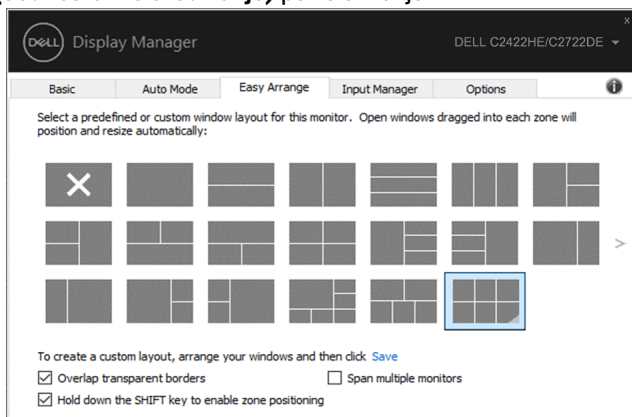 DELL Display Manager
DELL C2422HE/C2722DE
Basic
Auto Mode
Easy Arrange
Input Manager
Options
Select a predefined or custom window layout for this monitor. Open windows dragged into each zone will
position and resize automatically:
To create a custom layout, arrange your windows and then click Save
Overlap transparent borders
Span multiple monitors
Hold down the SHIFT key to enable zone positioning